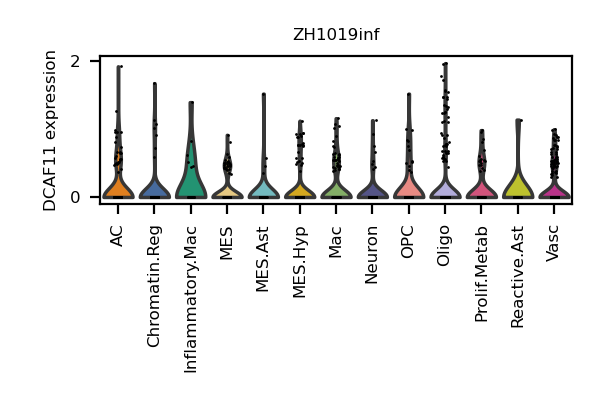 ZH1019inf
DCAF11 expression
2
0
AC
Chromatin.Reg
Inflammatory.Mac
MES
MES.Ast
MES.Hyp
Mac
Neuron
OPC
Oligo
Prolif.Metab
Reactive.Ast
Vasc